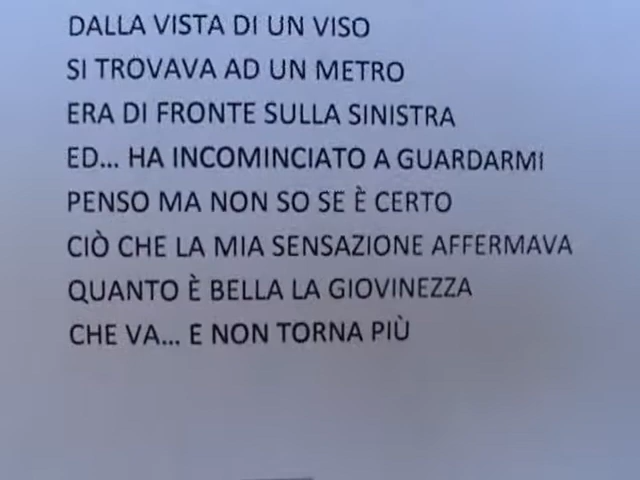 DALLA VISTA DI UN VISO
SI TROVAVA AD UN METRO
ERA DI FRONTE SULLA SINISTRA
ED... HA INCOMINCIATO A GUARDARMI
PENSO MA NON SO SE È CERTO
CIÒ CHE LA MIA SENSAZIONE AFFERMAVA
QUANTO È BELLA LA GIOVINEZZA
CHE VA... E NON TORNA PIÙ